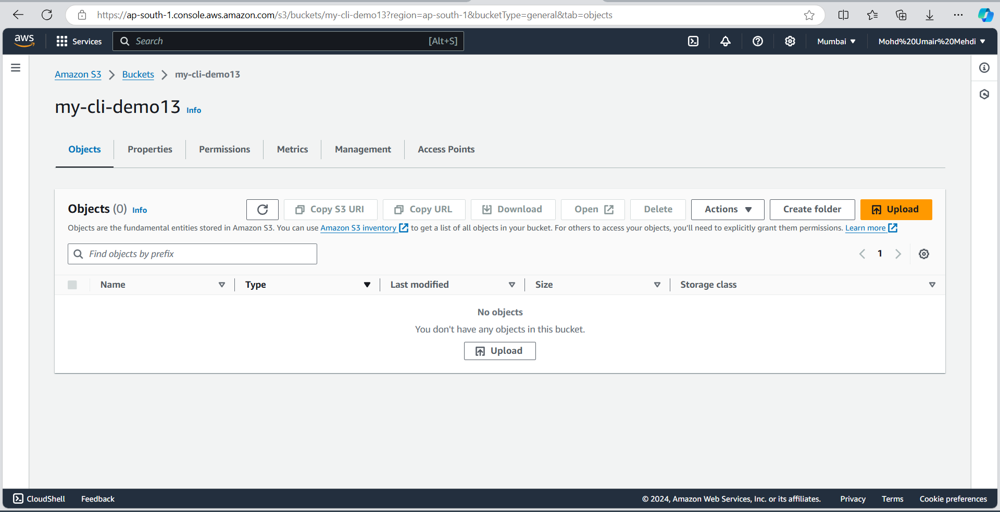 https://ap-south-1.console.aws.amazon.com/s3/buckets/my-cli-demo13?region=ap-south-1&bucketType=general&tab=objects
aws Services Search [Alt+S] Mumbai Mohd%20Umair%20Mehdi
Amazon S3 Buckets my-cli-demo13
my-cli-demo13 Info
Objects Properties Permissions Metrics Management Access Points
Objects (0) Info Copy S3 URI Copy URL Download Open Delete Actions Create folder Upload
Objects are the fundamental entities stored in Amazon S3. You can use Amazon S3 inventory to get a list of all objects in your bucket. For others to access your objects, you'll need to explicitly grant them permissions. Learn more
Find objects by prefix 1
Name Type Last modified Size Storage class
No objects
You don't have any objects in this bucket.
Upload
CloudShell Feedback © 2024, Amazon Web Services, Inc. or its affiliates. Privacy Terms Cookie preferences